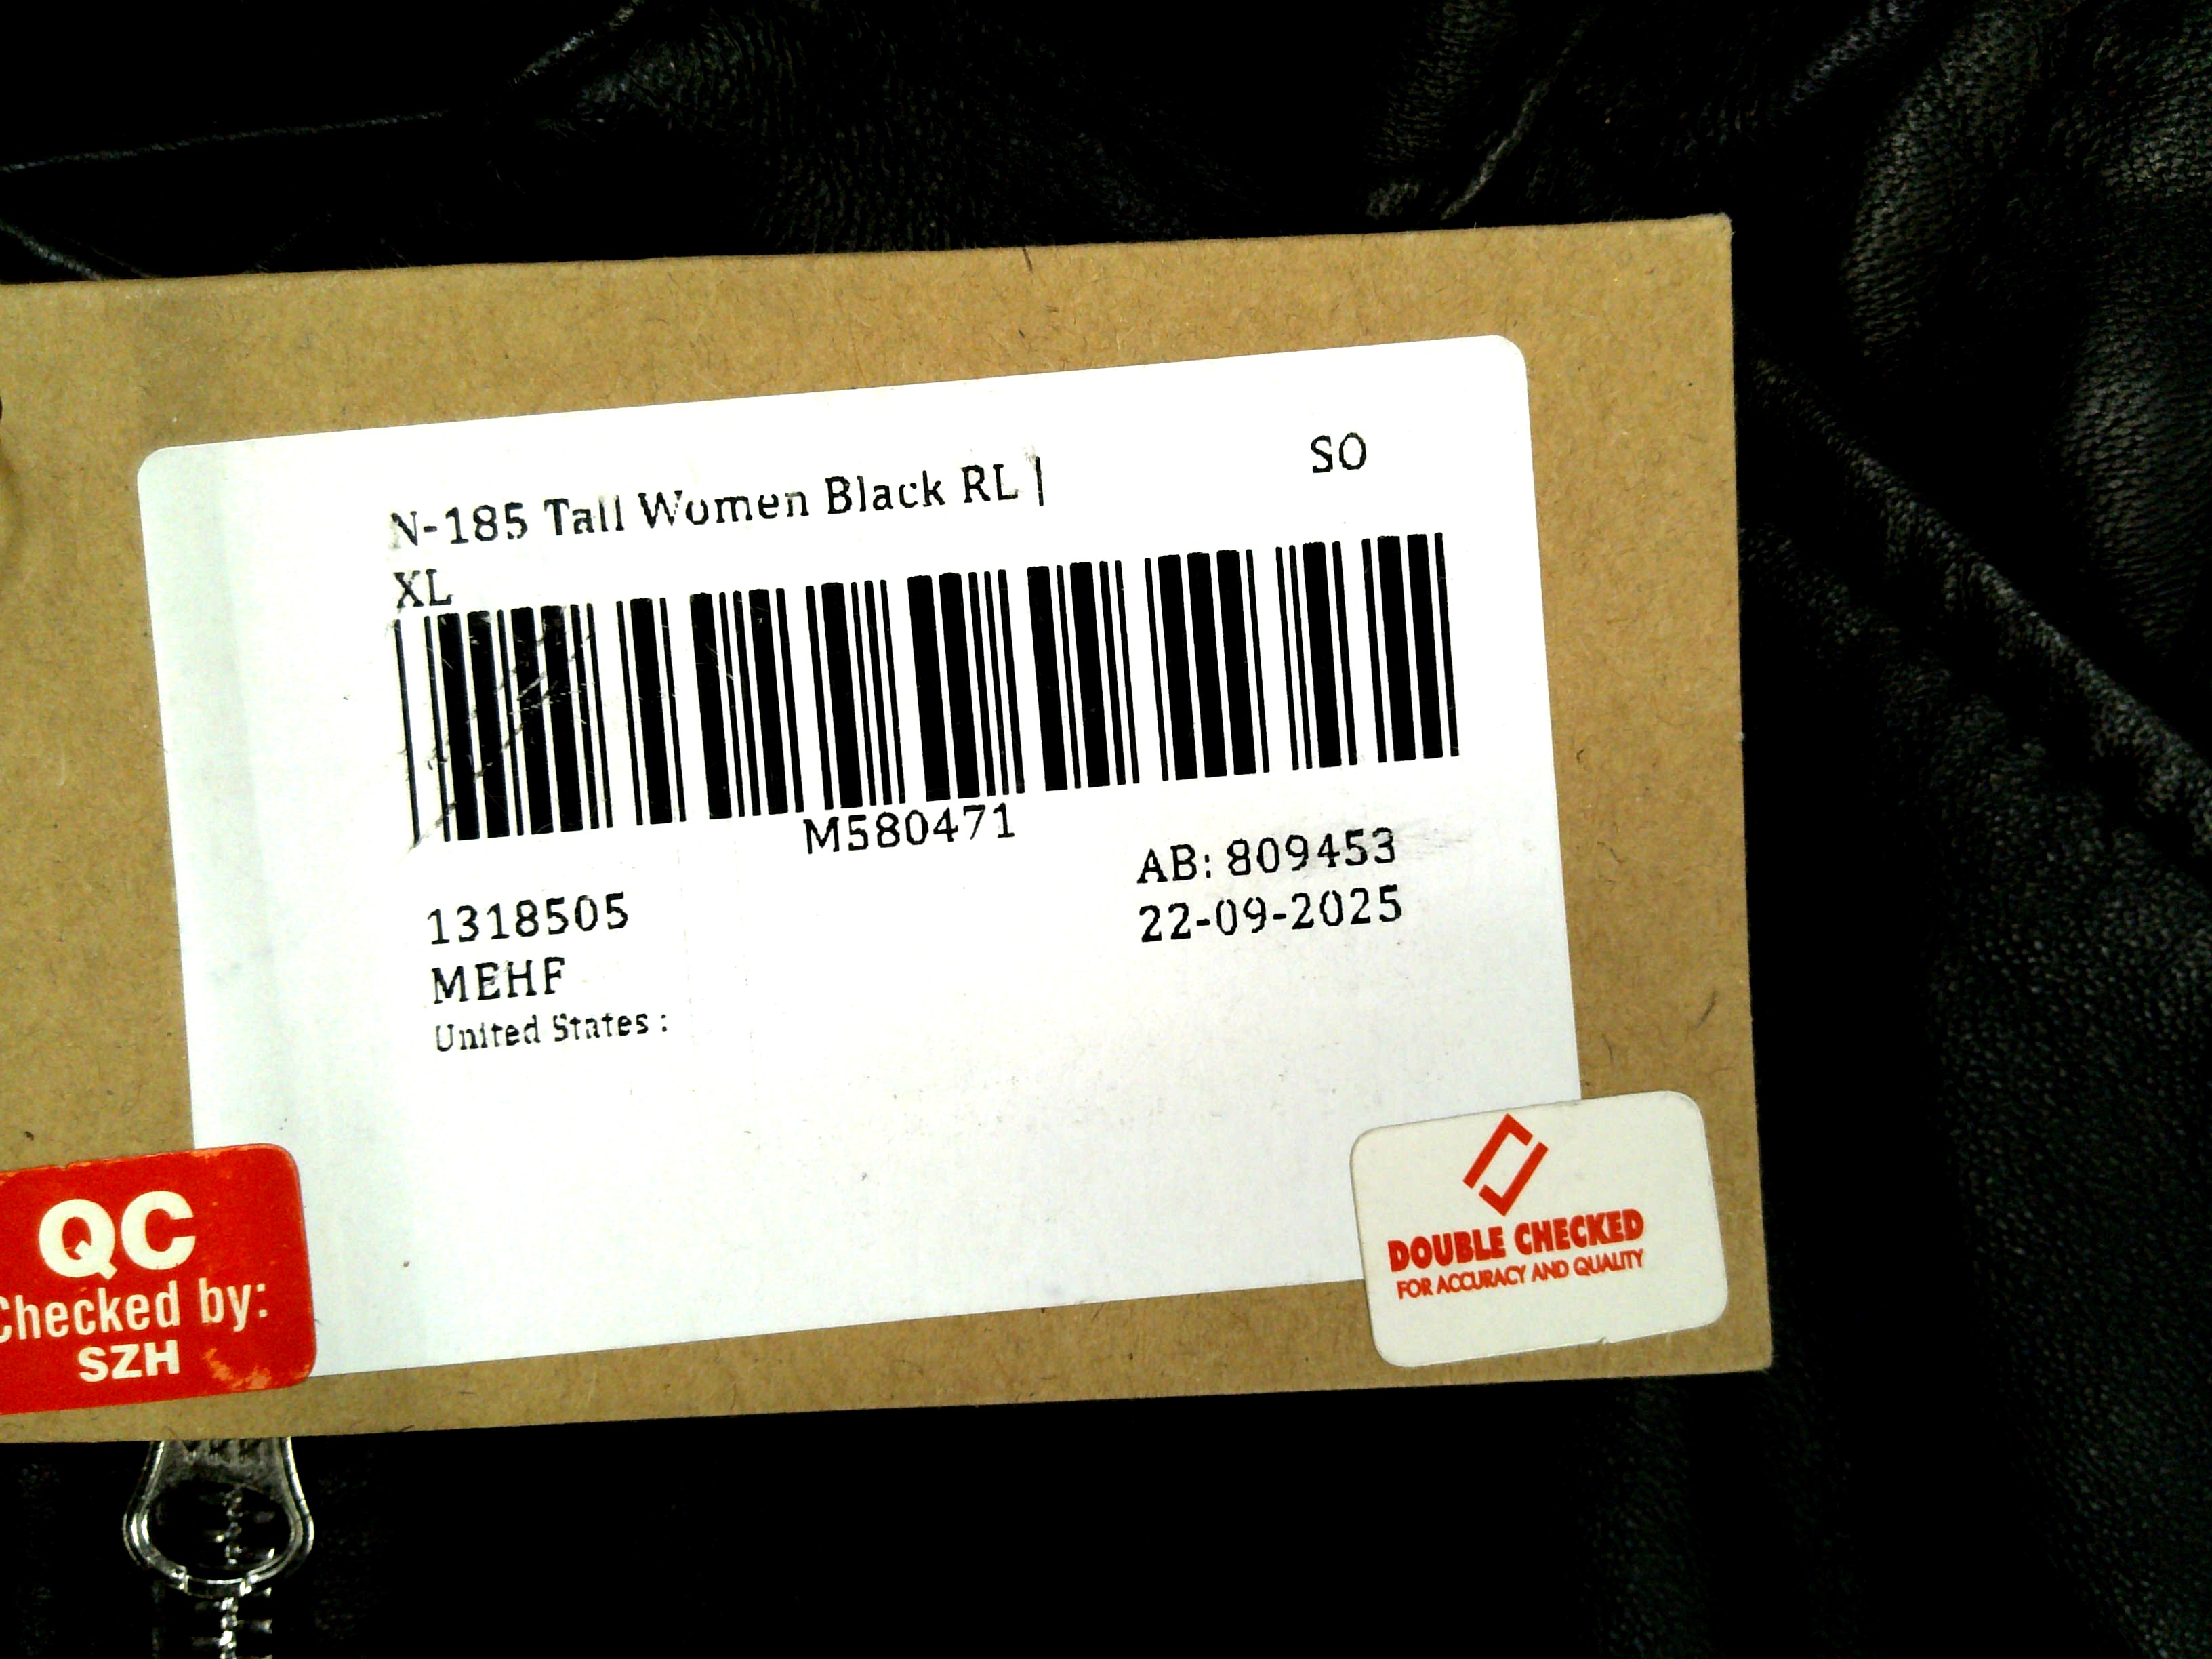 N-185 Tall Women Black RL |
SO
XL
M580471
AB: 809453
22-09-2025
1318505
MEHF
United States :
QC
Checked by:
SZH
DOUBLE CHECKED
FOR ACCURACY AND QUALITY